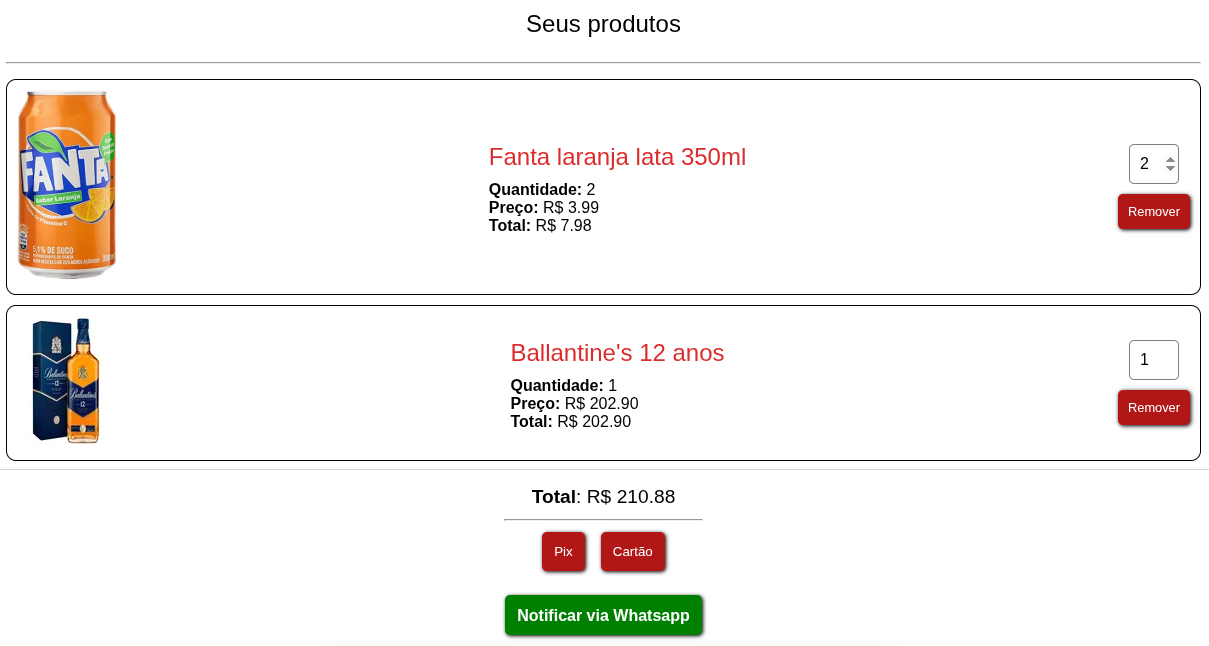 Seus produtos
FANTA
Sabor Laranja
5,1% DE SUCO
Fanta laranja lata 350ml
Quantidade: 2
Preço: R$ 3.99
Total: R$ 7.98
2
Remover
Ballantine's
12
Ballantine's
12
Ballantine's 12 anos
Quantidade: 1
Preço: R$ 202.90
Total: R$ 202.90
1
Remover
Total: R$ 210.88
Pix
Cartão
Notificar via Whatsapp